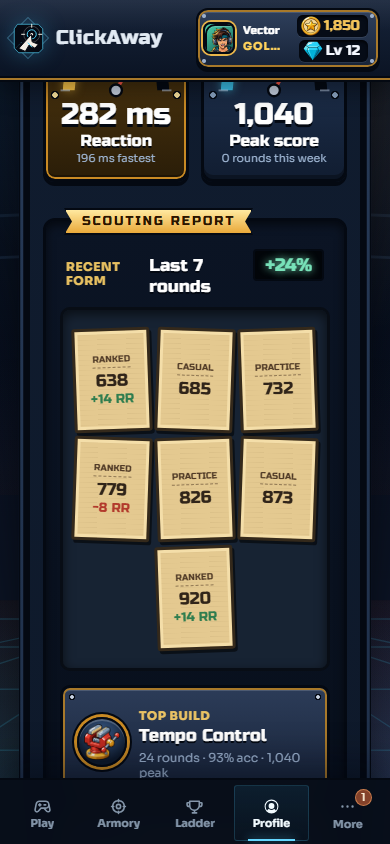 ClickAway
Vector
GOL...
1,850
Lv 12
282 ms
Reaction
196 ms fastest
1,040
Peak score
0 rounds this week
SCOUTING REPORT
RECENT
FORM
Last 7
rounds
+24%
RANKED
638
+14 RR
CASUAL
685
PRACTICE
732
RANKED
779
-8 RR
PRACTICE
826
CASUAL
873
RANKED
920
+14 RR
TOP BUILD
Tempo Control
24 rounds · 93% acc · 1,040
peak
Play
Armory
Ladder
Profile
1
More